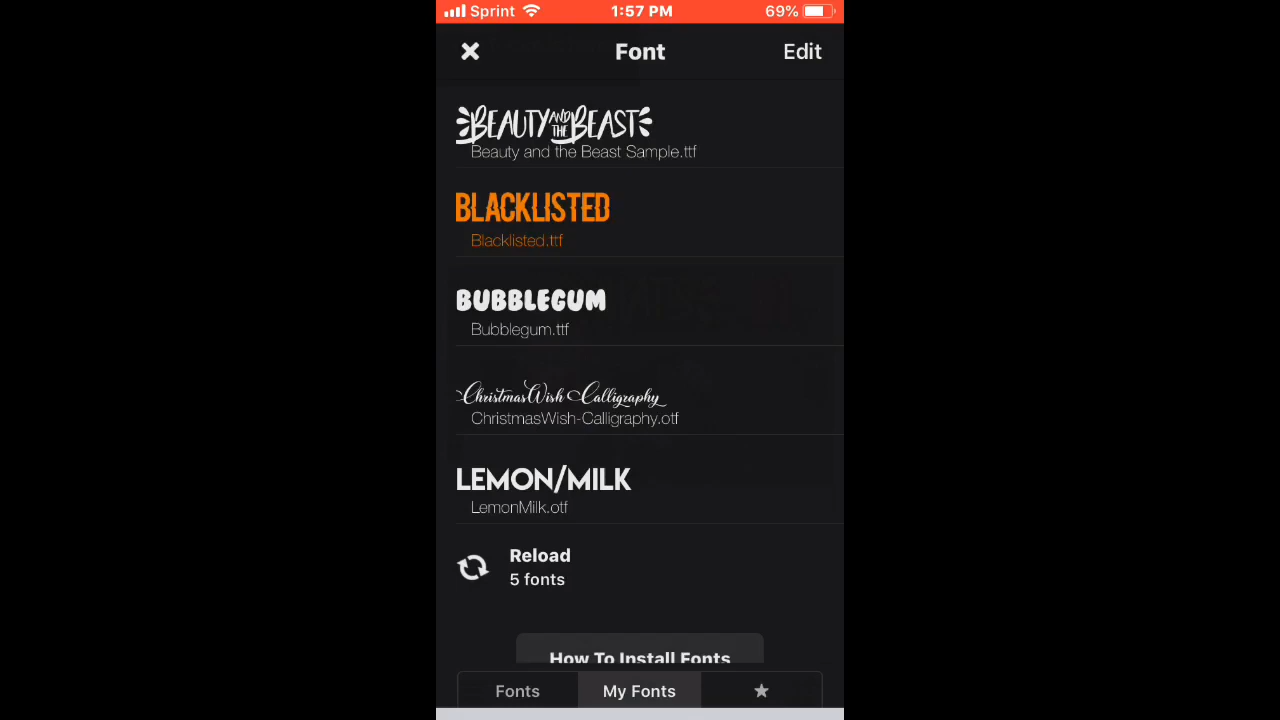 Sprint 1:57 PM 69%
Font Edit
BEAUTY AND THE BEAST
Beauty and the Beast Sample.ttf
BLACKLISTED
Blacklisted.ttf
BUBBLEGUM
Bubblegum.ttf
ChristmasWish Calligraphy
ChristmasWish-Calligraphy.otf
LEMON/MILK
LemonMilk.otf
Reload
5 fonts
How To Install Fonts
Fonts My Fonts